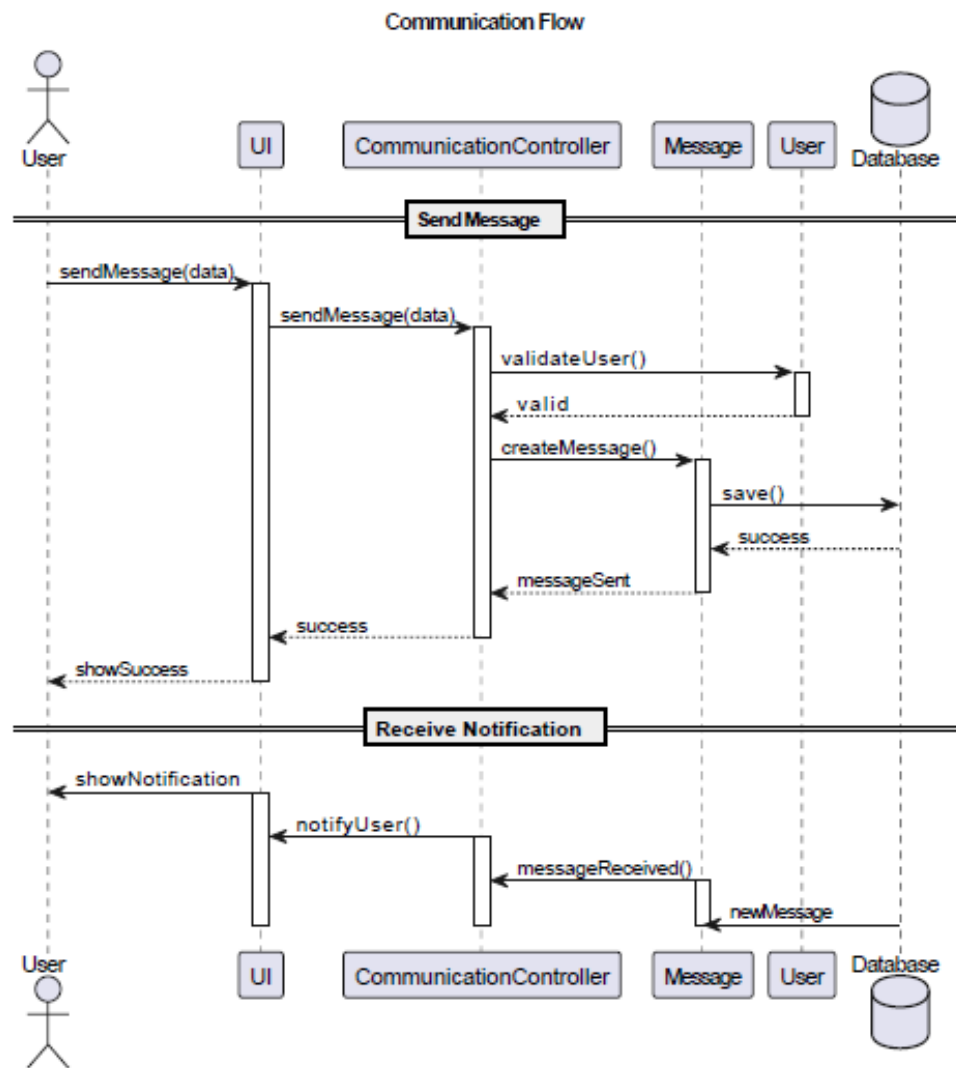 Communication Flow
User
UI
CommunicationController
Message
User
Database
Send Message
sendMessage(data)
sendMessage(data)
validateUser()
valid
createMessage()
save()
success
messageSent
success
showSuccess
Receive Notification
showNotification
notifyUser()
messageReceived()
newMessage
User
UI
CommunicationController
Message
User
Database